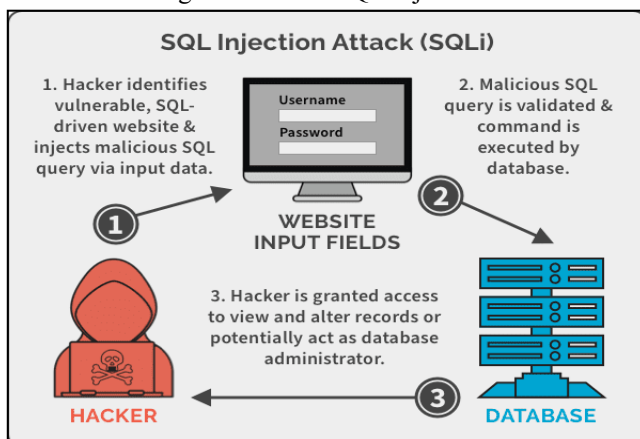 SQL Injection Attack (SQLi)
1. Hacker identifies
vulnerable, SQL-
driven website &
injects malicious SQL
query via input data.
Username
Password
2. Malicious SQL
query is validated &
command is
executed by
database.
1
2
WEBSITE
INPUT FIELDS
3. Hacker is granted access
to view and alter records or
potentially act as database
administrator.
3
HACKER
DATABASE